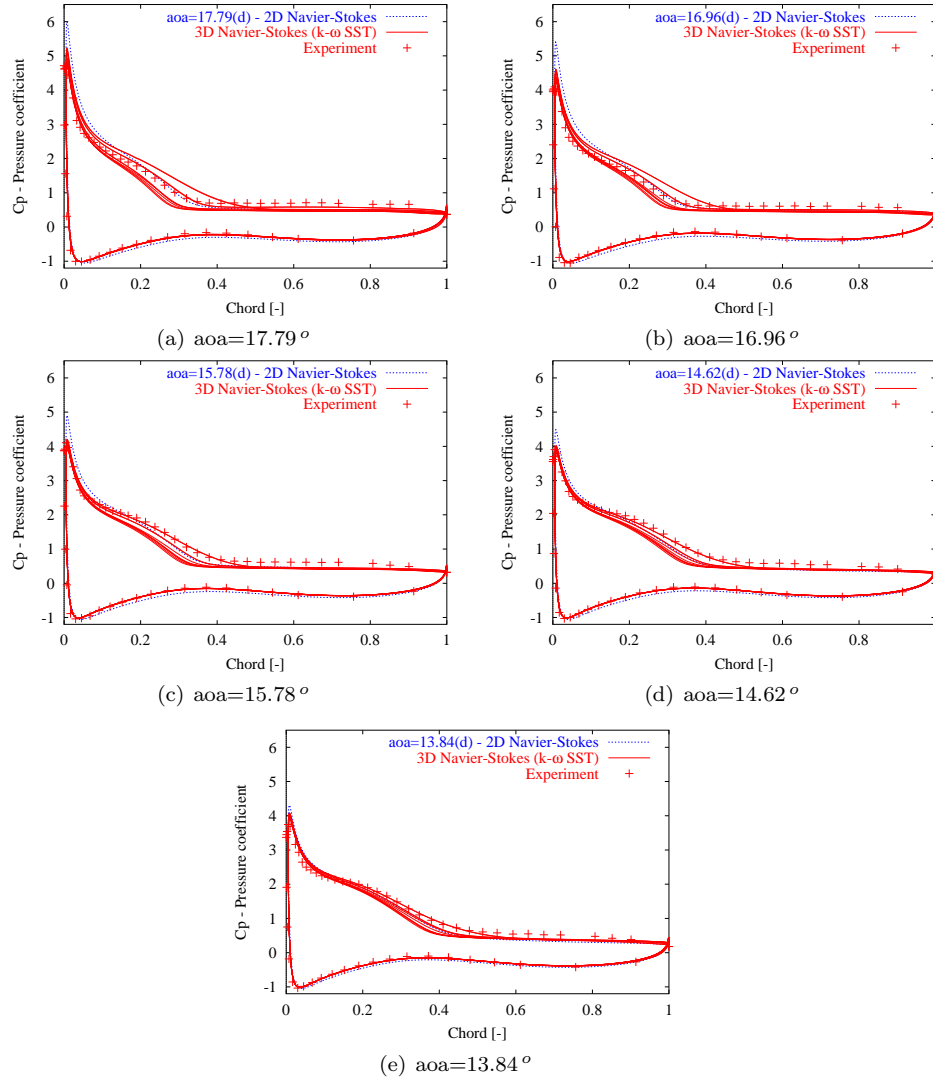 aoa=17.79(d) - 2D Navier-Stokes
3D Navier-Stokes (k-ω SST)
Experiment
Cp - Pressure coefficient
6
5
4
3
2
1
0
-1
0 0.2 0.4 0.6 0.8 1
Chord [-]
(a) aoa=17.79 °
aoa=16.96(d) - 2D Navier-Stokes
3D Navier-Stokes (k-ω SST)
Experiment
Cp - Pressure coefficient
6
5
4
3
2
1
0
-1
0 0.2 0.4 0.6 0.8
Chord [-]
(b) aoa=16.96 °
aoa=15.78(d) - 2D Navier-Stokes
3D Navier-Stokes (k-ω SST)
Experiment
Cp - Pressure coefficient
6
5
4
3
2
1
0
-1
0 0.2 0.4 0.6 0.8 1
Chord [-]
(c) aoa=15.78 °
aoa=14.62(d) - 2D Navier-Stokes
3D Navier-Stokes (k-ω SST)
Experiment
Cp - Pressure coefficient
6
5
4
3
2
1
0
-1
0 0.2 0.4 0.6 0.8
Chord [-]
(d) aoa=14.62 °
aoa=13.84(d) - 2D Navier-Stokes
3D Navier-Stokes (k-ω SST)
Experiment
Cp - Pressure coefficient
6
5
4
3
2
1
0
-1
0 0.2 0.4 0.6 0.8 1
Chord [-]
(e) aoa=13.84 °